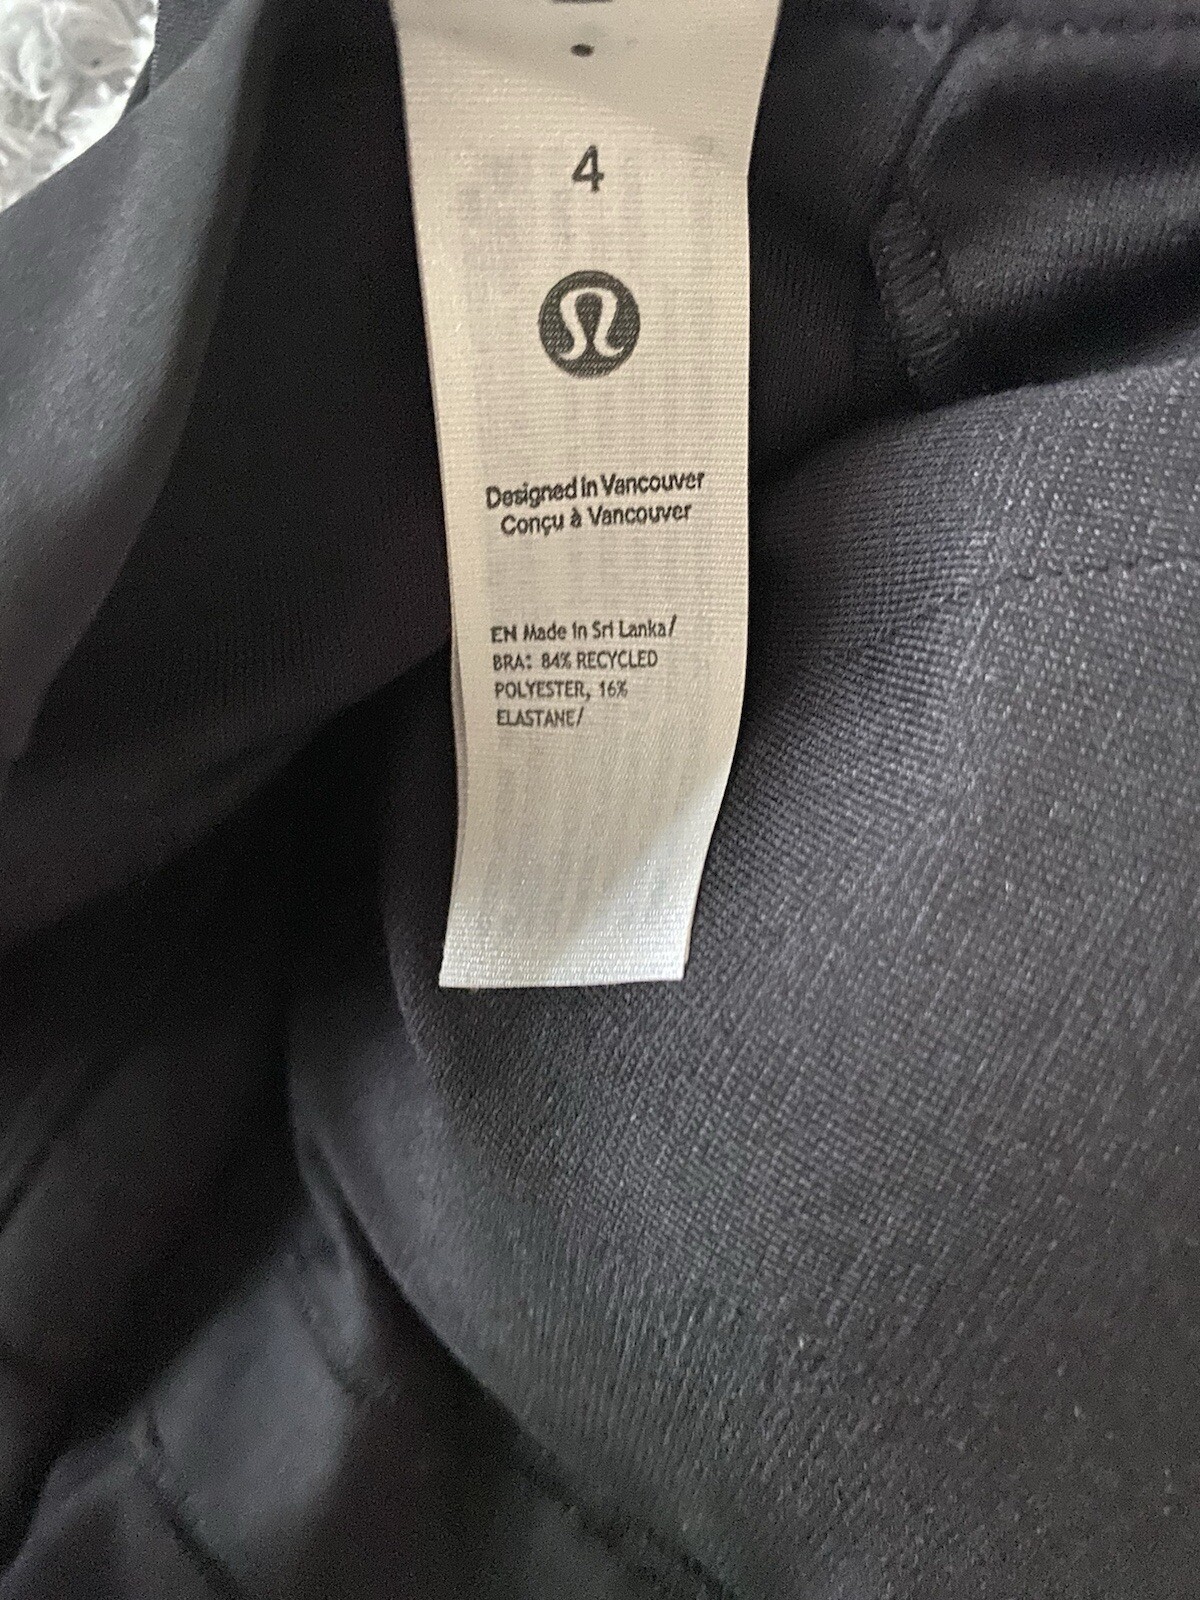 4
Designed in Vancouver
Conçu à Vancouver
EN Made in Sri Lanka/
BRA: 84% RECYCLED
POLYESTER, 16%
ELASTANE/